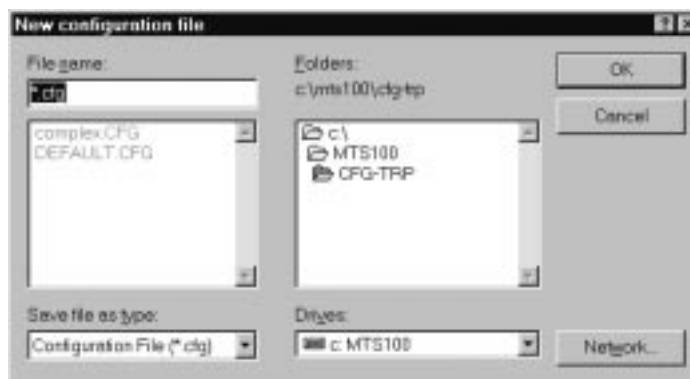 New configuration file
File name:
*.cfg
complex.CFG
DEFAULT.CFG
Save file as type:
Configuration File (*.cfg)
Folders:
c:\mts100\cfg-trp
c:\
MTS100
CFG-TRP
Drives:
c: MTS100
OK
Cancel
Network...